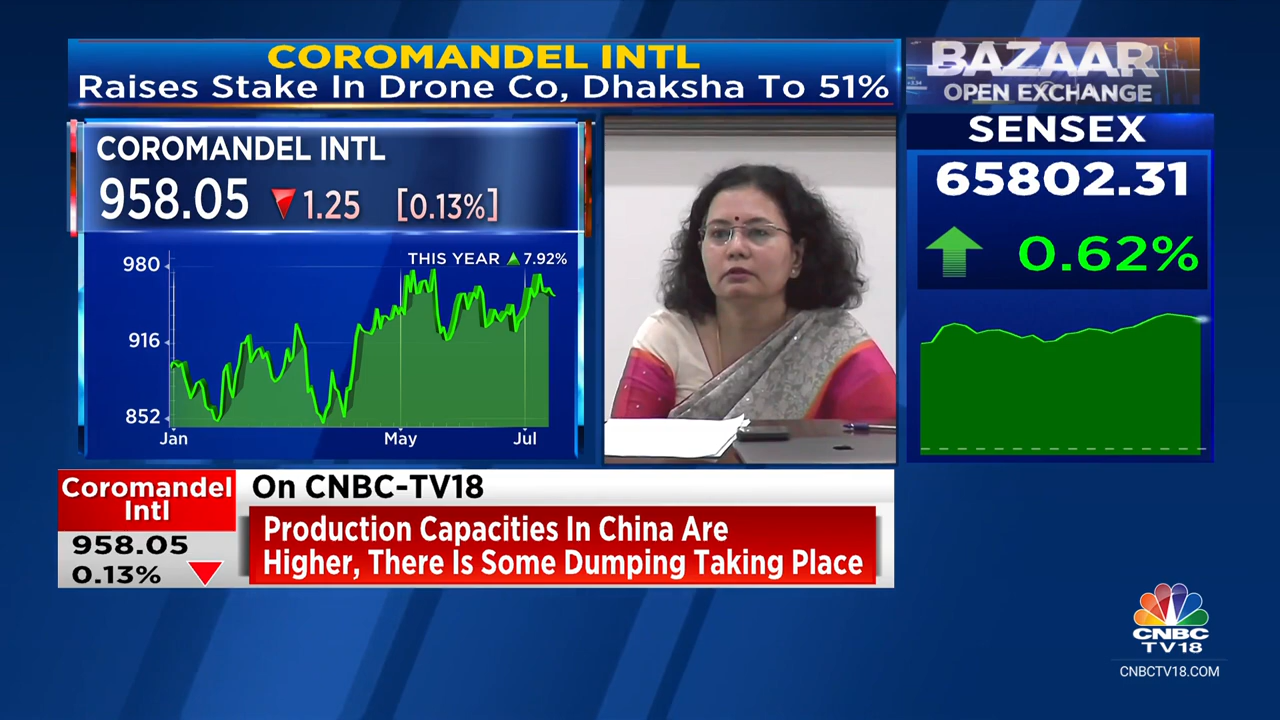 COROMANDEL INTL
Raises Stake In Drone Co, Dhaksha To 51%
BAZAAR
OPEN EXCHANGE
COROMANDEL INTL
958.05 ▼ 1.25 [0.13%]
THIS YEAR ▲ 7.92%
980
916
852
Jan May Jul
SENSEX
65802.31
0.62%
Coromandel
Intl
958.05
0.13%
On CNBC-TV18
Production Capacities In China Are
Higher, There Is Some Dumping Taking Place
CNBC
TV18
CNBCTV18.COM